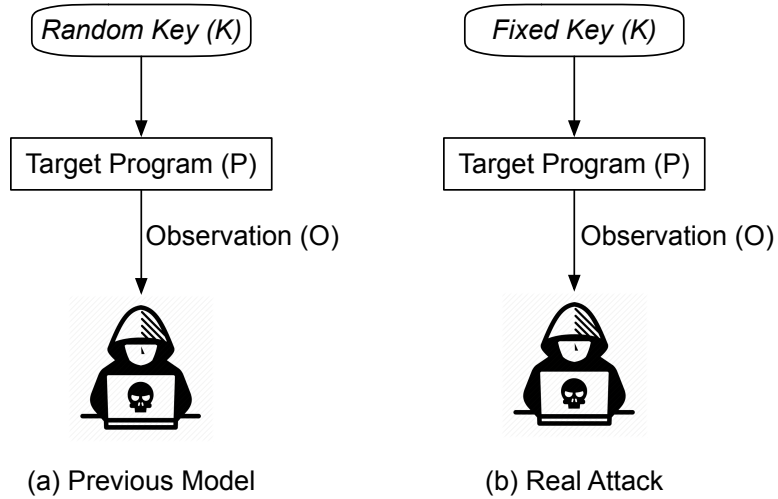 Random Key (K)
Target Program (P)
Observation (O)
(a) Previous Model
Fixed Key (K)
Target Program (P)
Observation (O)
(b) Real Attack